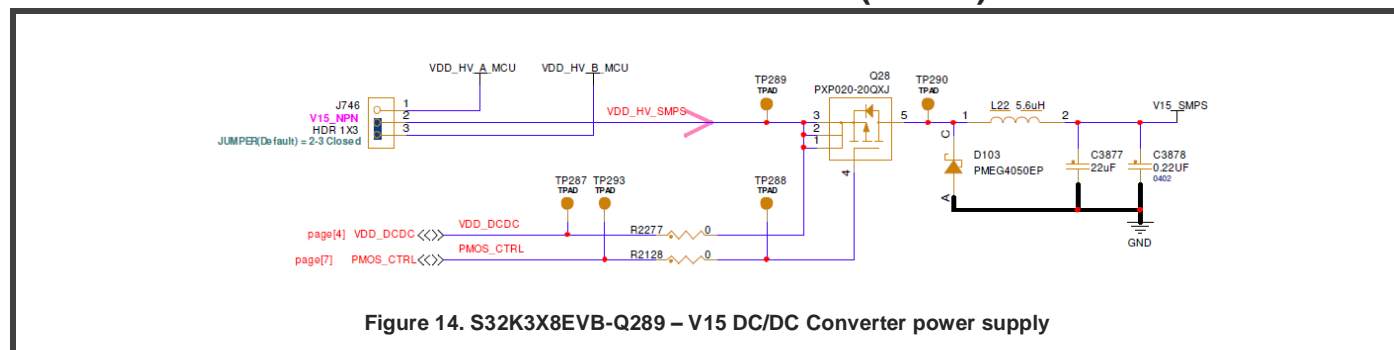 VDD_HV_A_MCU VDD_HV_B_MCU
J746
V15_NPN
HDR 1X3
JUMPER(Default) = 2-3 Closed
1
2
3
VDD_HV_SMPS
TP289
TPAD
Q28
PXP020-20QXJ
3
2
1
5
4
TP290
TPAD
1 L22 5.6uH 2
V15_SMPS
C
D103
PMEG4050EP
A
C3877
22uF
C3878
0.22UF
0402
GND
TP287 TP293
TPAD TPAD
TP288
TPAD
page[4] VDD_DCDC VDD_DCDC R2277 0
page[7] PMOS_CTRL PMOS_CTRL R2128 0
Figure 14. S32K3X8EVB-Q289 – V15 DC/DC Converter power supply